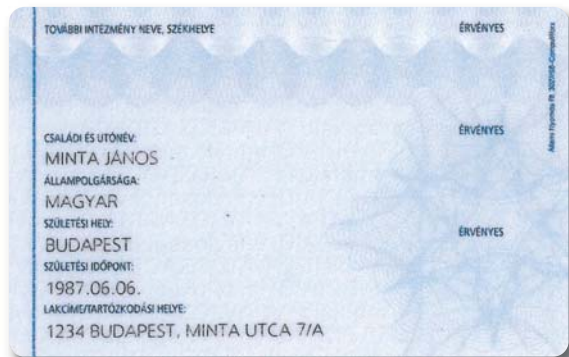 TOVÁBBI INTÉZMÉNY NEVE, SZÉKHELYE
ÉRVÉNYES
CSALÁDI ÉS UTÓNÉV:
MINTA JÁNOS
ÉRVÉNYES
ÁLLAMPOLGÁRSÁGA:
MAGYAR
SZÜLETÉSI HELY:
BUDAPEST
ÉRVÉNYES
SZÜLETÉSI IDŐPONT:
1987.06.06.
LAKCÍME/TARTÓZKODÁSI HELYE:
1234 BUDAPEST, MINTA UTCA 7/A